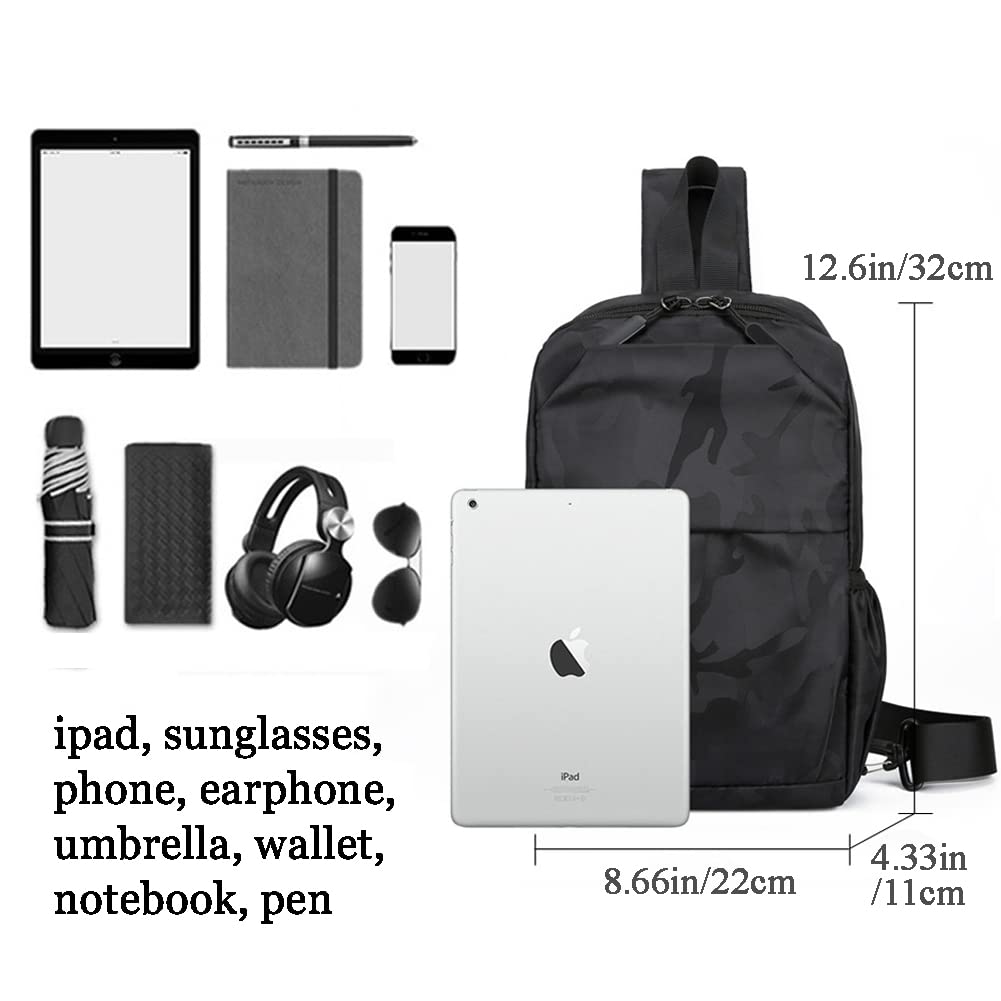 12.6in/32cm
iPad
ipad, sunglasses,
phone, earphone,
umbrella, wallet,
notebook, pen
8.66in/22cm
4.33in
/11cm